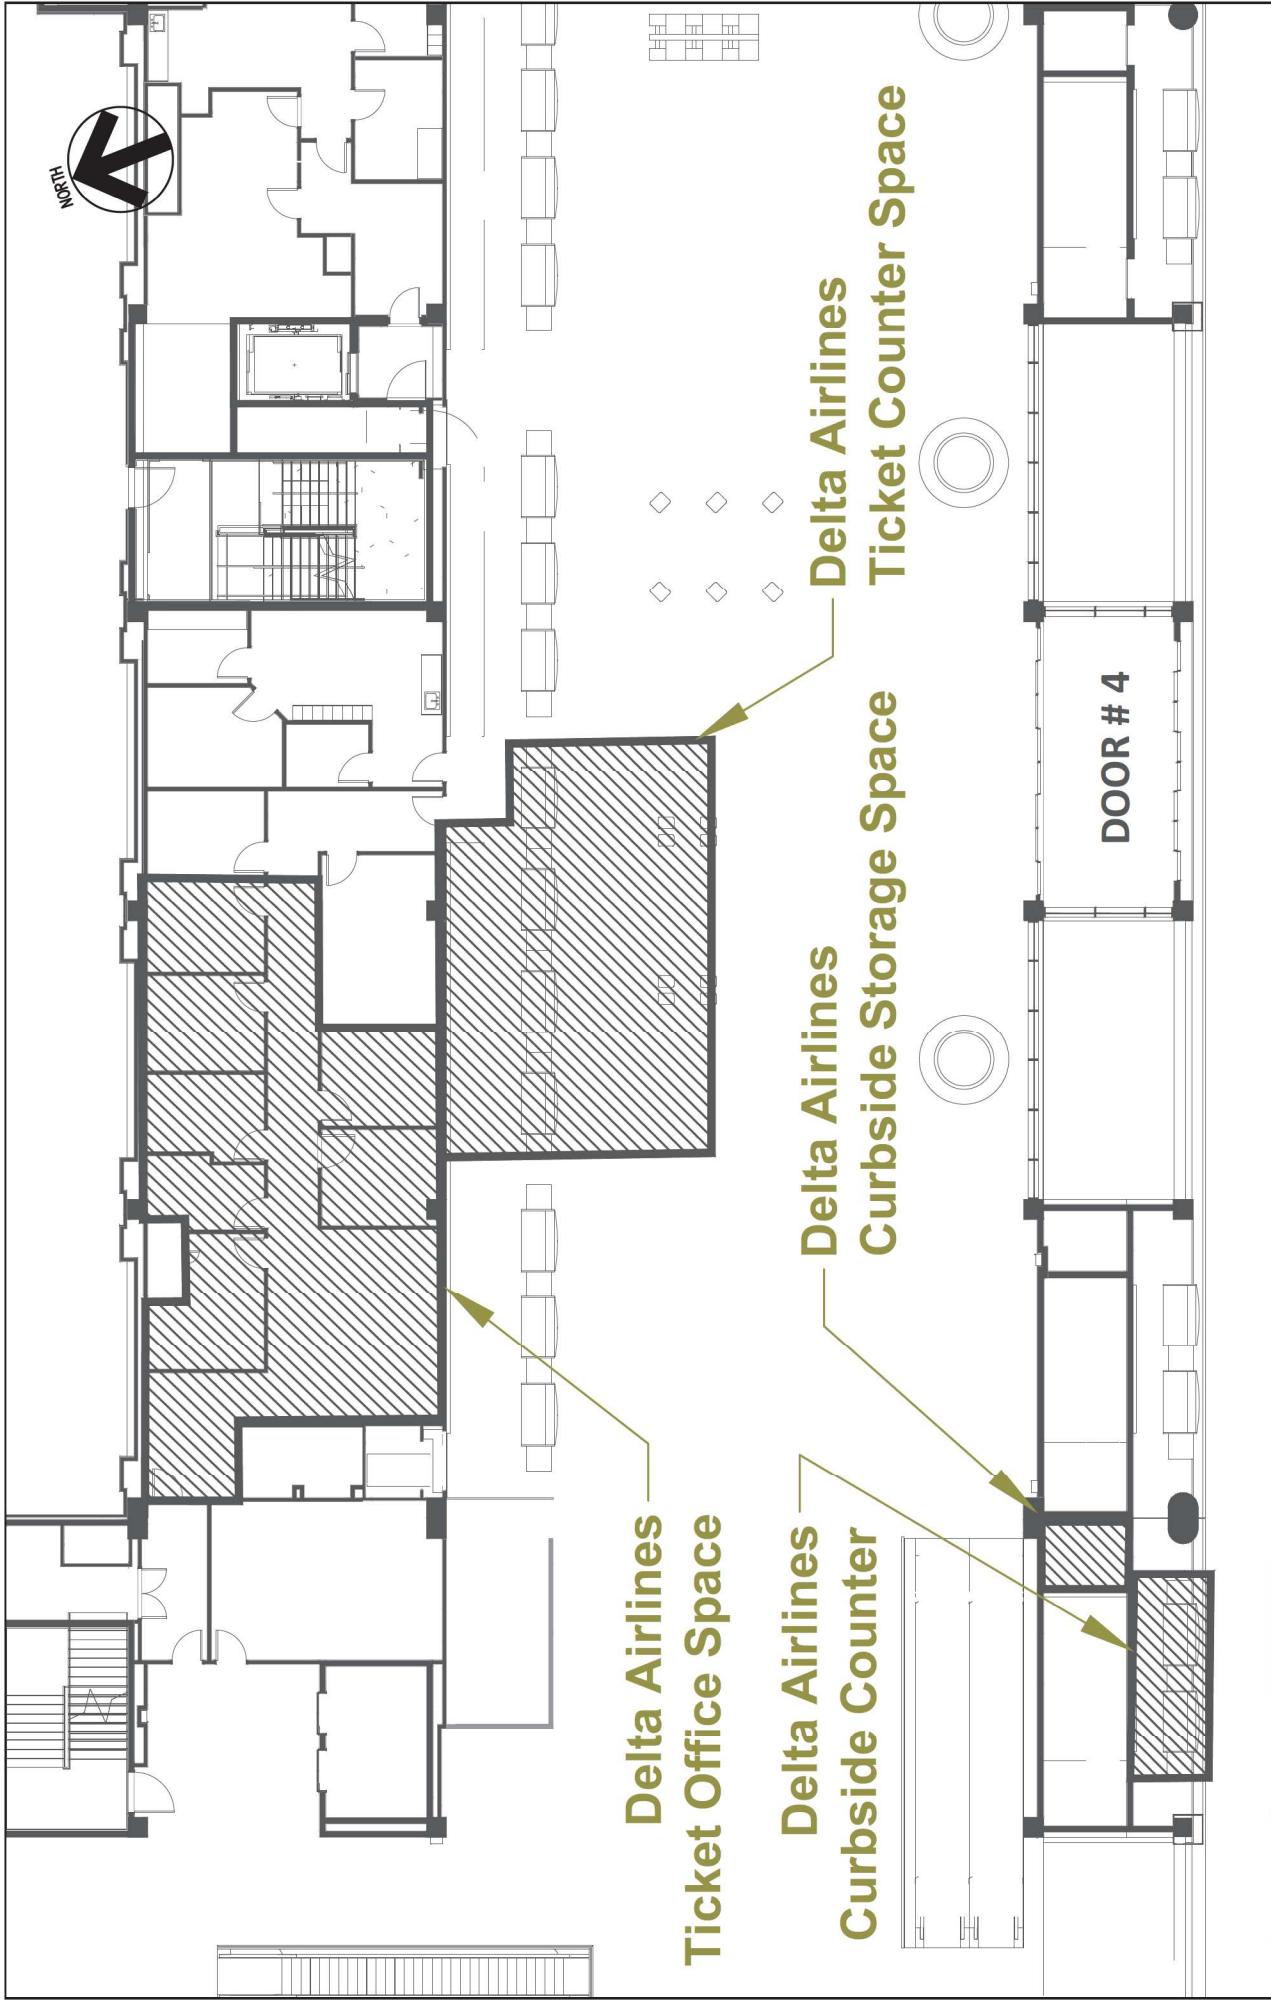 NORTH
Delta Airlines
Ticket Office Space
Delta Airlines
Curbside Counter
Delta Airlines
Curbside Storage Space
Delta Airlines
Ticket Counter Space
DOOR # 4